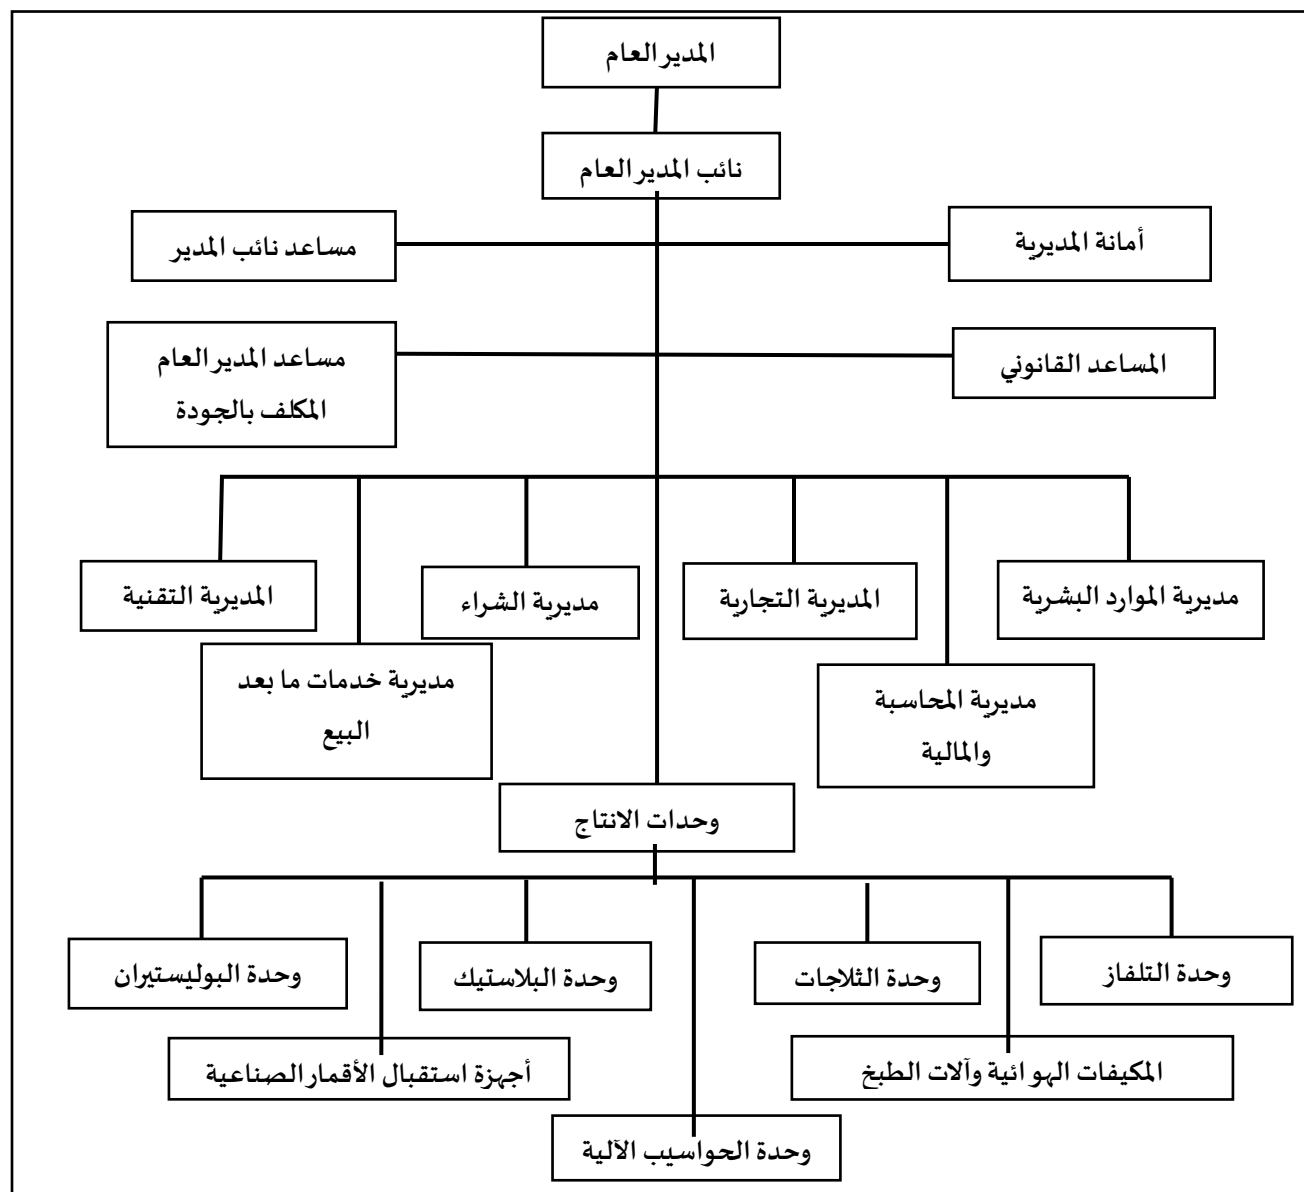 المدير العام
نائب المدير العام
أمانة المديرية
مساعد نائب المدير
المساعد القانوني
مساعد المدير العام
المكلف بالجودة
مديرية الموارد البشرية
المديرية التجارية
مديرية الشراء
المديرية التقنية
مديرية المحاسبة
والمالية
مديرية خدمات ما بعد
البيع
وحدات الانتاج
وحدة التلفاز
وحدة الثلاجات
وحدة البلاستيك
وحدة البوليستيران
المكيفات الهوائية وآلات الطبخ
أجهزة استقبال الأقمار الصناعية
وحدة الحواسيب الآلية